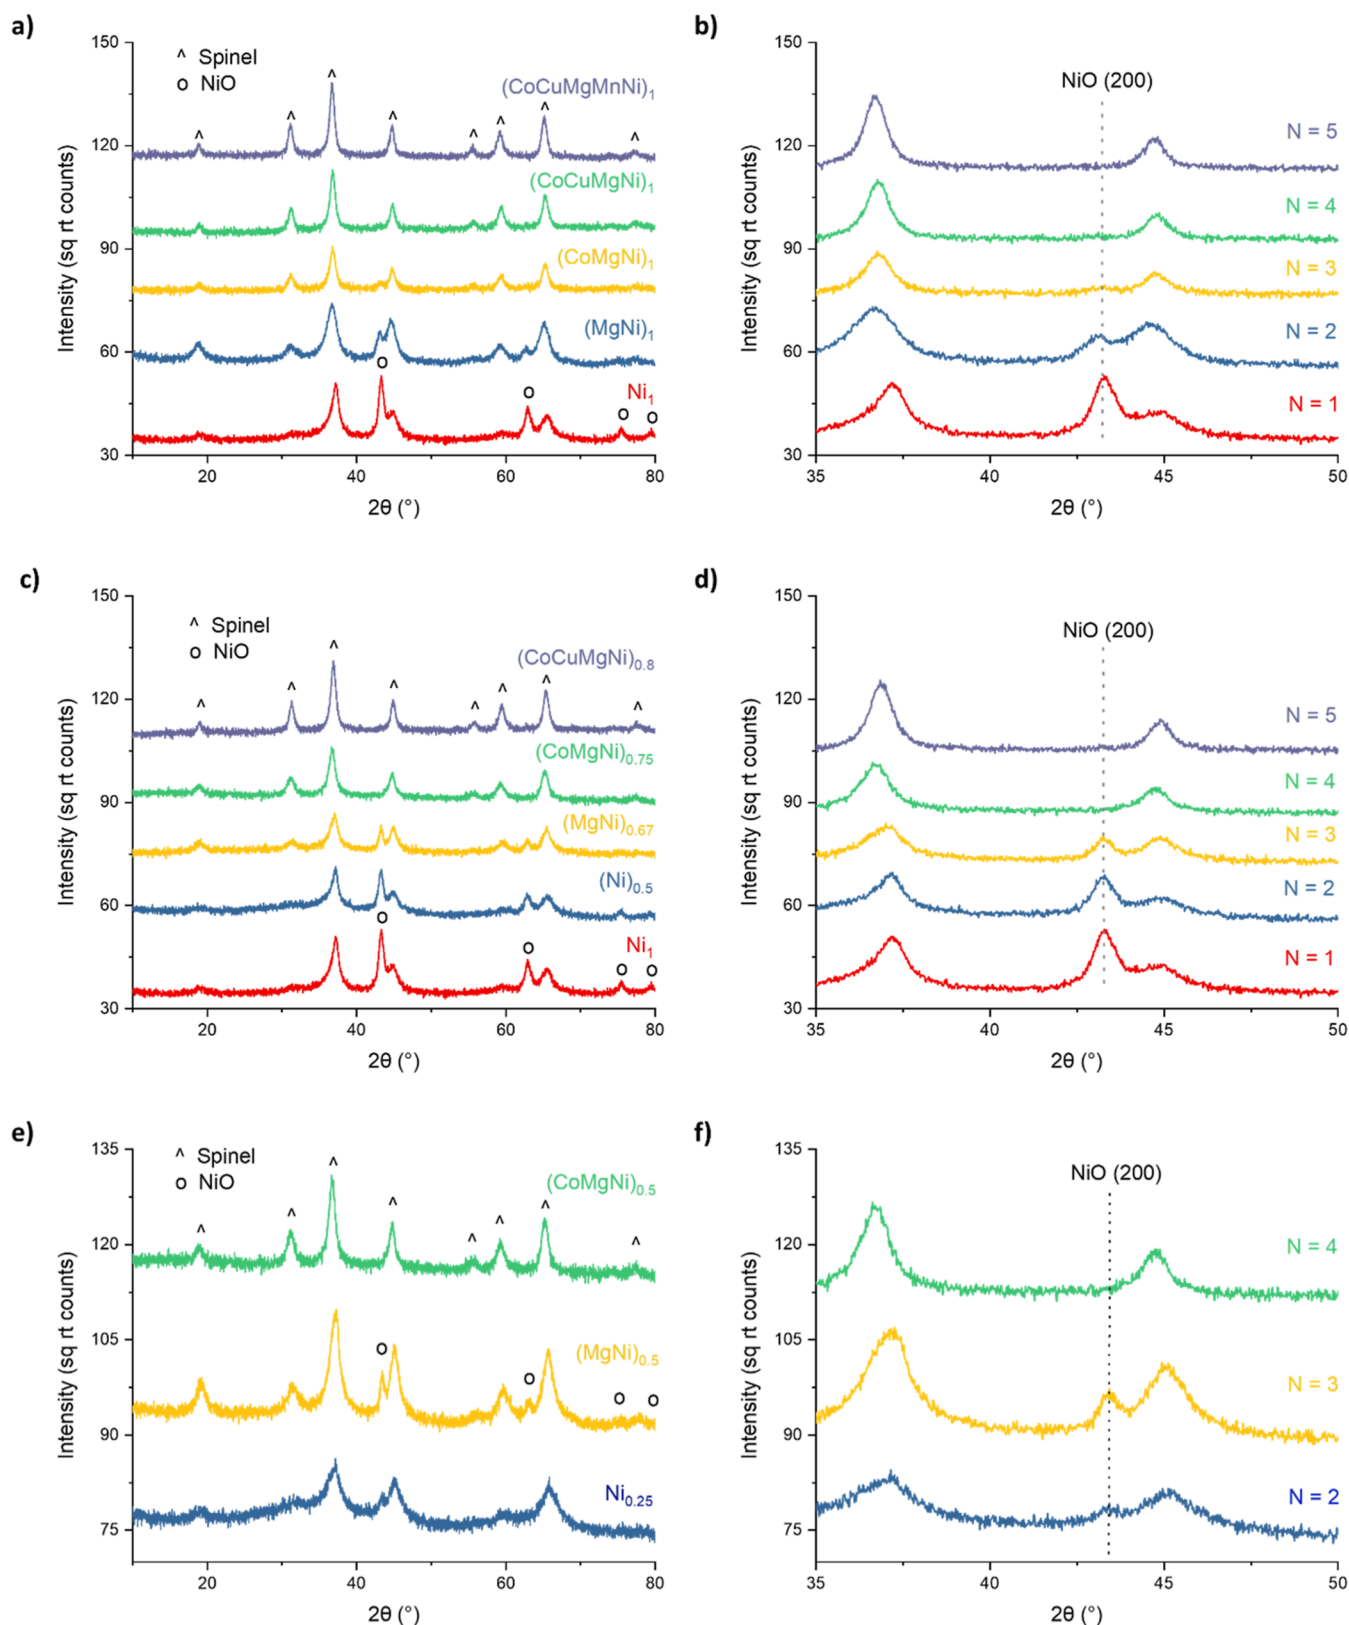 a)
150
120
90
60
30
Intensity (sq rt counts)
^ Spinel
o NiO
^ ^ ^ ^ ^ ^ ^ ^
(CoCuMgMnNi)1
(CoCuMgNi)1
(CoMgNi)1
(MgNi)1
Ni1
o o o o
20 40 60 80
2θ (°)
b)
150
120
90
60
30
Intensity (sq rt counts)
NiO (200)
N = 5
N = 4
N = 3
N = 2
N = 1
35 40 45 50
2θ (°)
c)
150
120
90
60
30
Intensity (sq rt counts)
^ Spinel
o NiO
^ ^ ^ ^ ^ ^ ^ ^
(CoCuMgNi)0.8
(CoMgNi)0.75
(MgNi)0.67
(Ni)0.5
Ni1
o o o o
20 40 60 80
2θ (°)
d)
150
120
90
60
30
Intensity (sq rt counts)
NiO (200)
N = 5
N = 4
N = 3
N = 2
N = 1
35 40 45 50
2θ (°)
e)
135
120
105
90
75
Intensity (sq rt counts)
^ Spinel
o NiO
^ ^ ^ ^ ^ ^ ^ ^
(CoMgNi)0.5
(MgNi)0.5
o o o o
Ni0.25
20 40 60 80
2θ (°)
f)
135
120
105
90
75
Intensity (sq rt counts)
NiO (200)
N = 4
N = 3
N = 2
35 40 45 50
2θ (°)